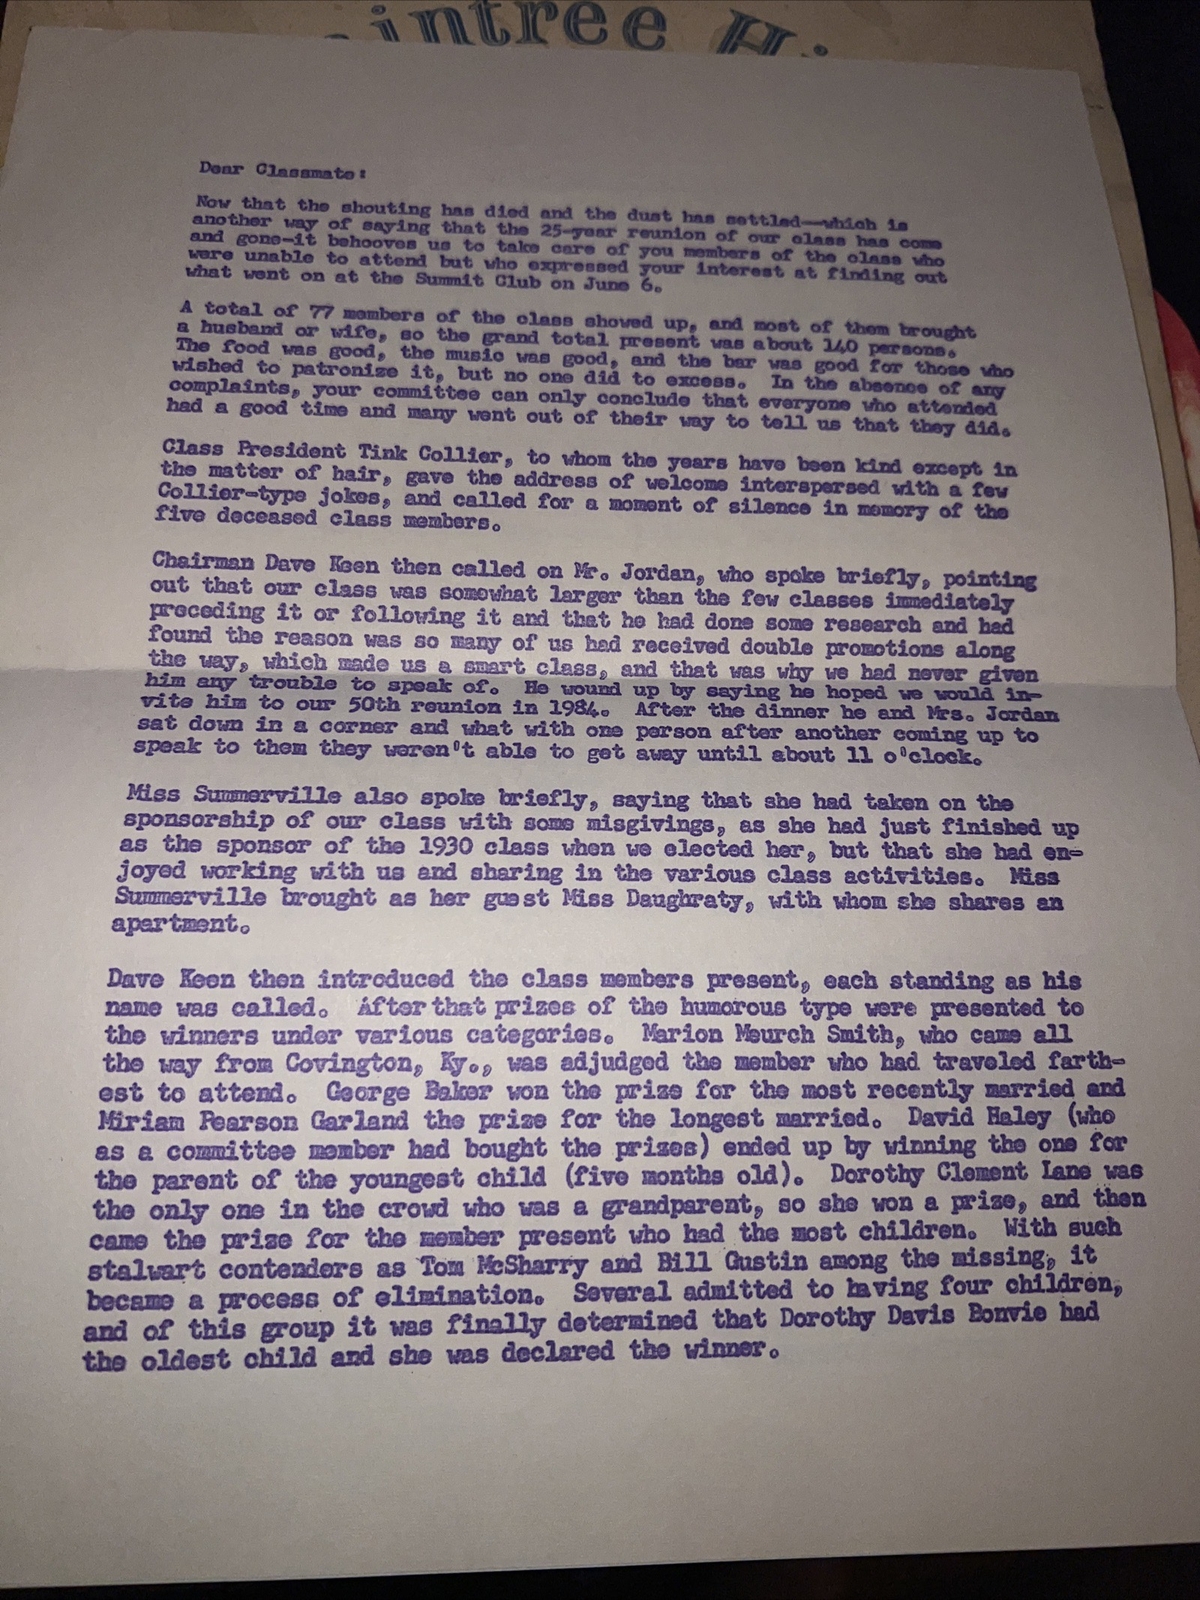 intree Hi
Dear Classmate:
Now that the shouting has died and the dust has settled—which is
another way of saying that the 25-year reunion of our class has come
and gone—it behooves us to take care of you members of the class who
were unable to attend but who expressed your interest at finding out
what went on at the Summit Club on June 6.
A total of 77 members of the class showed up, and most of them brought
a husband or wife, so the grand total present was about 140 persons.
The food was good, the music was good, and the bar was good for those who
wished to patronize it, but no one did to excess. In the absence of any
complaints, your committee can only conclude that everyone who attended
had a good time and many went out of their way to tell us that they did.
Class President Tink Collier, to whom the years have been kind except in
the matter of hair, gave the address of welcome interspersed with a few
Collier-type jokes, and called for a moment of silence in memory of the
five deceased class members.
Chairman Dave Keen then called on Mr. Jordan, who spoke briefly, pointing
out that our class was somewhat larger than the few classes immediately
preceding it or following it and that he had done some research and had
found the reason was so many of us had received double promotions along
the way, which made us a smart class, and that was why we had never given
him any trouble to speak of. He wound up by saying he hoped we would in-
vite him to our 50th reunion in 1984. After the dinner he and Mrs. Jordan
sat down in a corner and what with one person after another coming up to
speak to them they weren't able to get away until about 11 o'clock.
Miss Summerville also spoke briefly, saying that she had taken on the
sponsorship of our class with some misgivings, as she had just finished up
as the sponsor of the 1930 class when we elected her, but that she had en-
joyed working with us and sharing in the various class activities. Miss
Summerville brought as her guest Miss Daughraty, with whom she shares an
apartment.
Dave Keen then introduced the class members present, each standing as his
name was called. After that prizes of the humorous type were presented to
the winners under various categories. Marion Meurch Smith, who came all
the way from Covington, Ky., was adjudged the member who had traveled farth-
est to attend. George Baker won the prize for the most recently married and
Miriam Pearson Garland the prize for the longest married. David Haley (who
as a committee member had bought the prizes) ended up by winning the one for
the parent of the youngest child (five months old). Dorothy Clement Lane was
the only one in the crowd who was a grandparent, so she won a prize, and then
came the prize for the member present who had the most children. With such
stalwart contenders as Tom McSharry and Bill Gustin among the missing, it
became a process of elimination. Several admitted to having four children,
and of this group it was finally determined that Dorothy Davis Bonvie had
the oldest child and she was declared the winner.